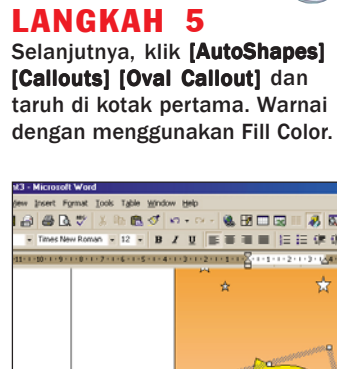 LANGKAH 5
Selanjutnya, klik [AutoShapes]
[Callouts] [Oval Callout] dan
taruh di kotak pertama. Warnai
dengan menggunakan Fill Color.
- Microsoft Word
Insert Format Tools Table Window Help
Times New Roman 12 B I U